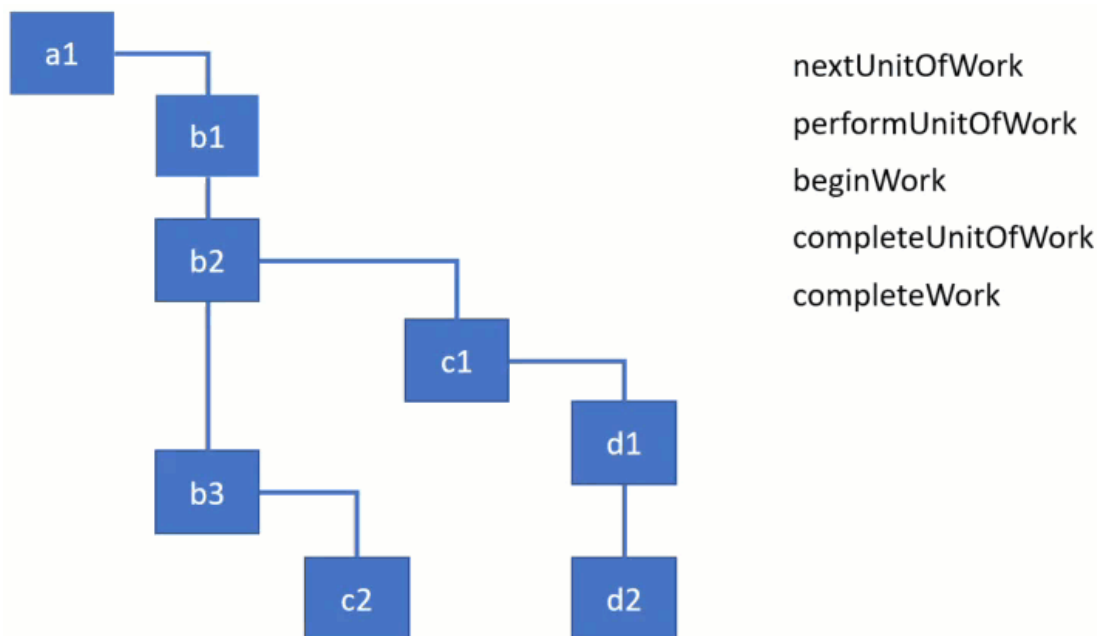 a1
b1
b2
c1
d1
b3
c2
d2
nextUnitOfWork
performUnitOfWork
beginWork
completeUnitOfWork
completeWork